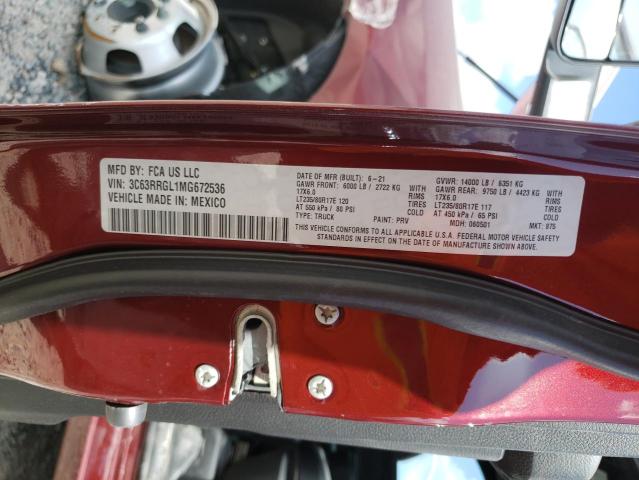 MFD BY: FCA US LLC
VIN: 3C63RRGL1MG672536
VEHICLE MADE IN: MEXICO
DATE OF MFR (BUILT): 6-21
GVWR: 14000 LB / 6351 KG
GAWR FRONT: 6000 LB / 2722 KG WITH
GAWR REAR: 9750 LB / 4423 KG WITH
17X6.0 RIMS
17X6.0 RIMS
LT235/80R17E 120 TIRES
LT235/80R17E 117 TIRES
AT 550 kPa / 80 PSI COLD
AT 450 kPa / 65 PSI COLD
TYPE: TRUCK PAINT: PRV MDH: 060501 MKT: 875
THIS VEHICLE CONFORMS TO ALL APPLICABLE U.S.A. FEDERAL MOTOR VEHICLE SAFETY
STANDARDS IN EFFECT ON THE DATE OF MANUFACTURE SHOWN ABOVE.